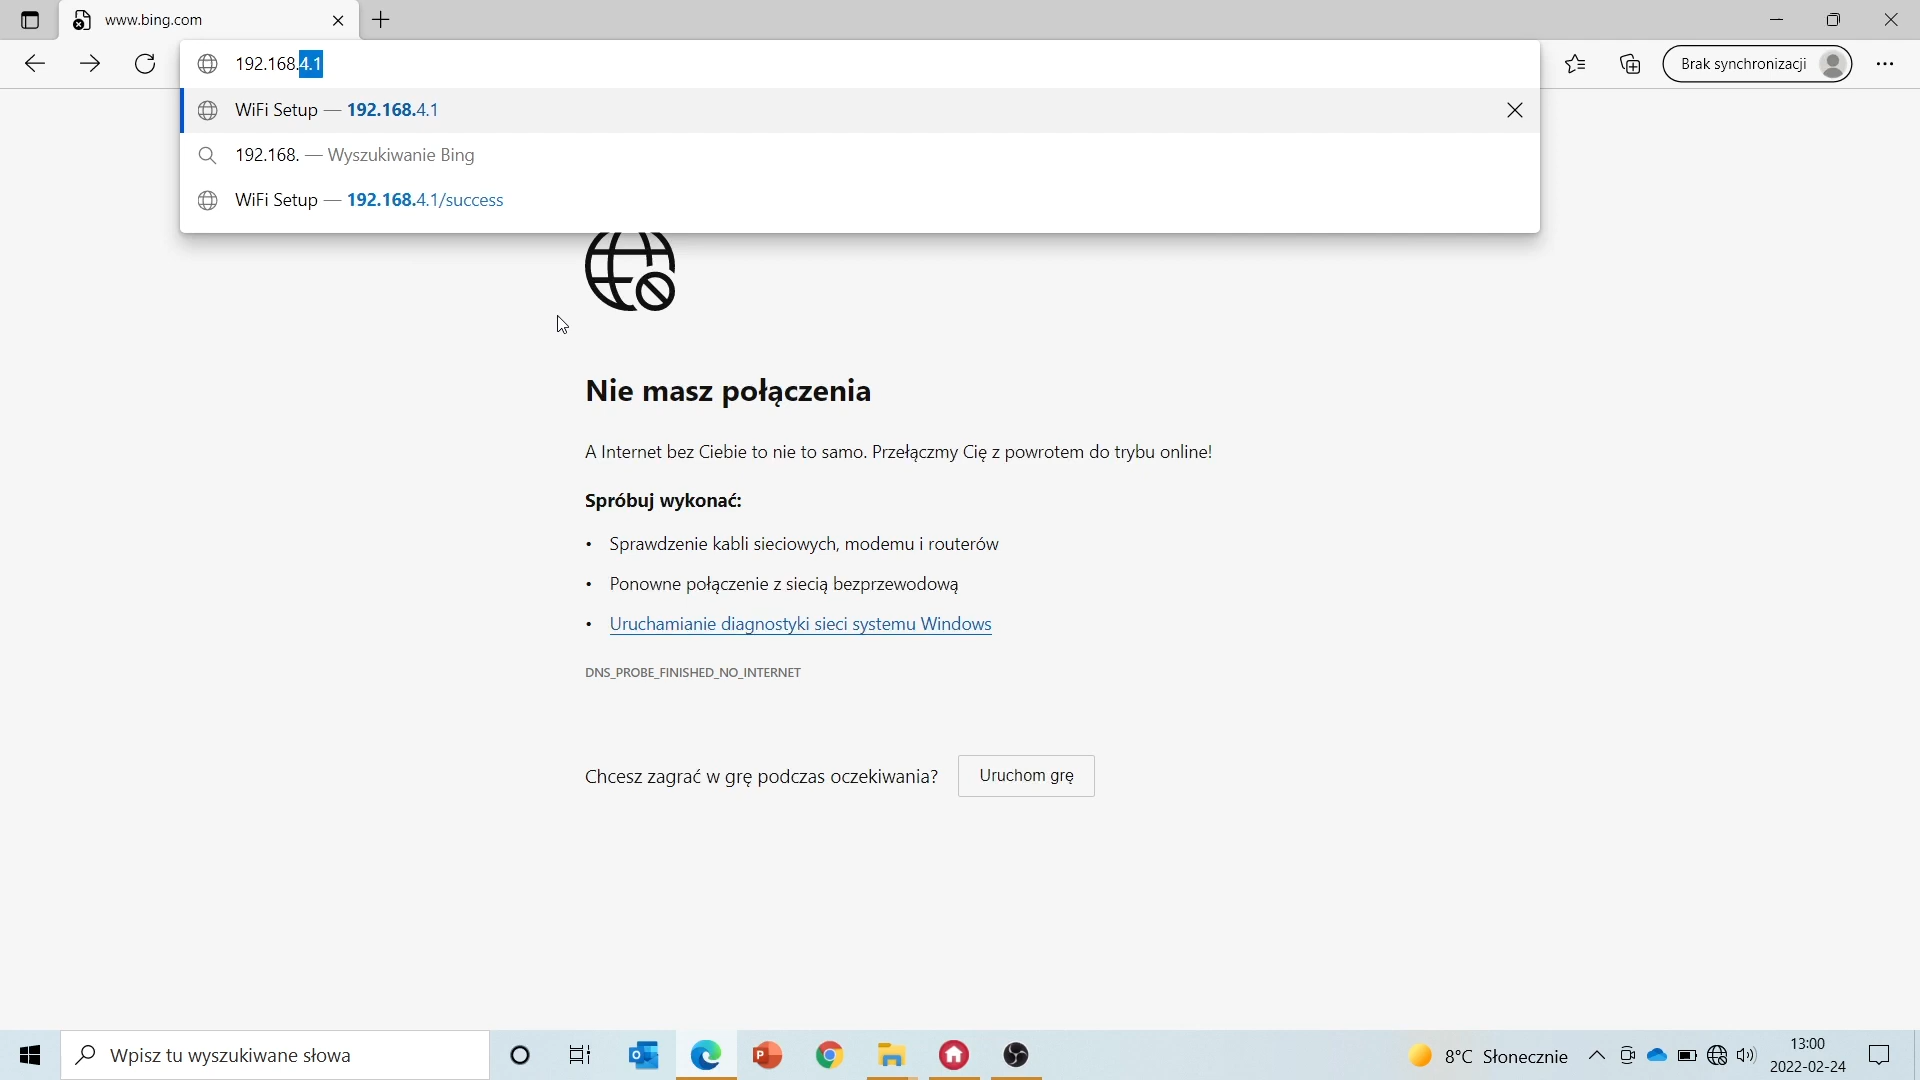 www.bing.com
192.168.4.1
Brak synchronizacji
WiFi Setup — 192.168.4.1
192.168. — Wyszukiwanie Bing
WiFi Setup — 192.168.4.1/success
Nie masz połączenia
A Internet bez Ciebie to nie to samo. Przełączmy Cię z powrotem do trybu online!
Spróbuj wykonać:
• Sprawdzenie kabli sieciowych, modemu i routerów
• Ponowne połączenie z siecią bezprzewodową
• Uruchamianie diagnostyki sieci systemu Windows
DNS_PROBE_FINISHED_NO_INTERNET
Chcesz zagrać w grę podczas oczekiwania? Uruchom grę
Wpisz tu wyszukiwane słowa
8°C Słonecznie
13:00
2022-02-24